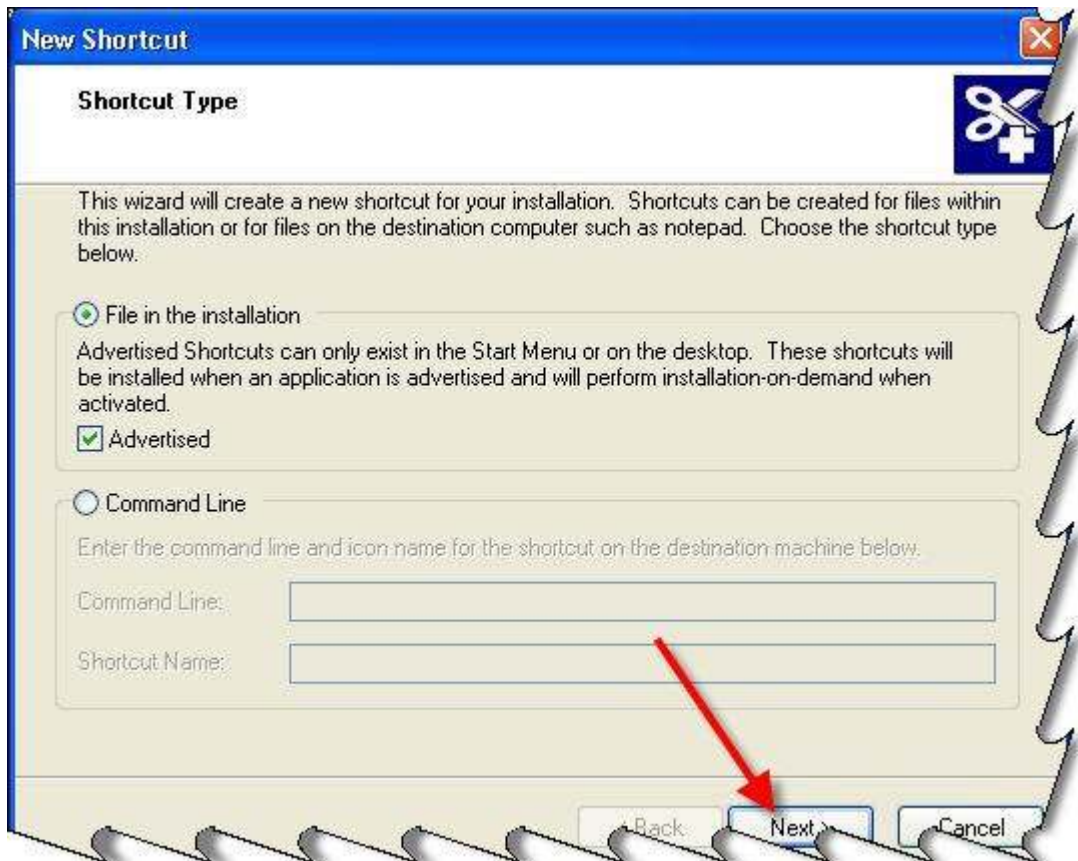 New Shortcut
Shortcut Type
This wizard will create a new shortcut for your installation. Shortcuts can be created for files within
this installation or for files on the destination computer such as notepad. Choose the shortcut type
below.
File in the installation
Advertised Shortcuts can only exist in the Start Menu or on the desktop. These shortcuts will
be installed when an application is advertised and will perform installation-on-demand when
activated.
Advertised
Command Line
Enter the command line and icon name for the shortcut on the destination machine below.
Command Line:
Shortcut Name:
< Back Next > Cancel